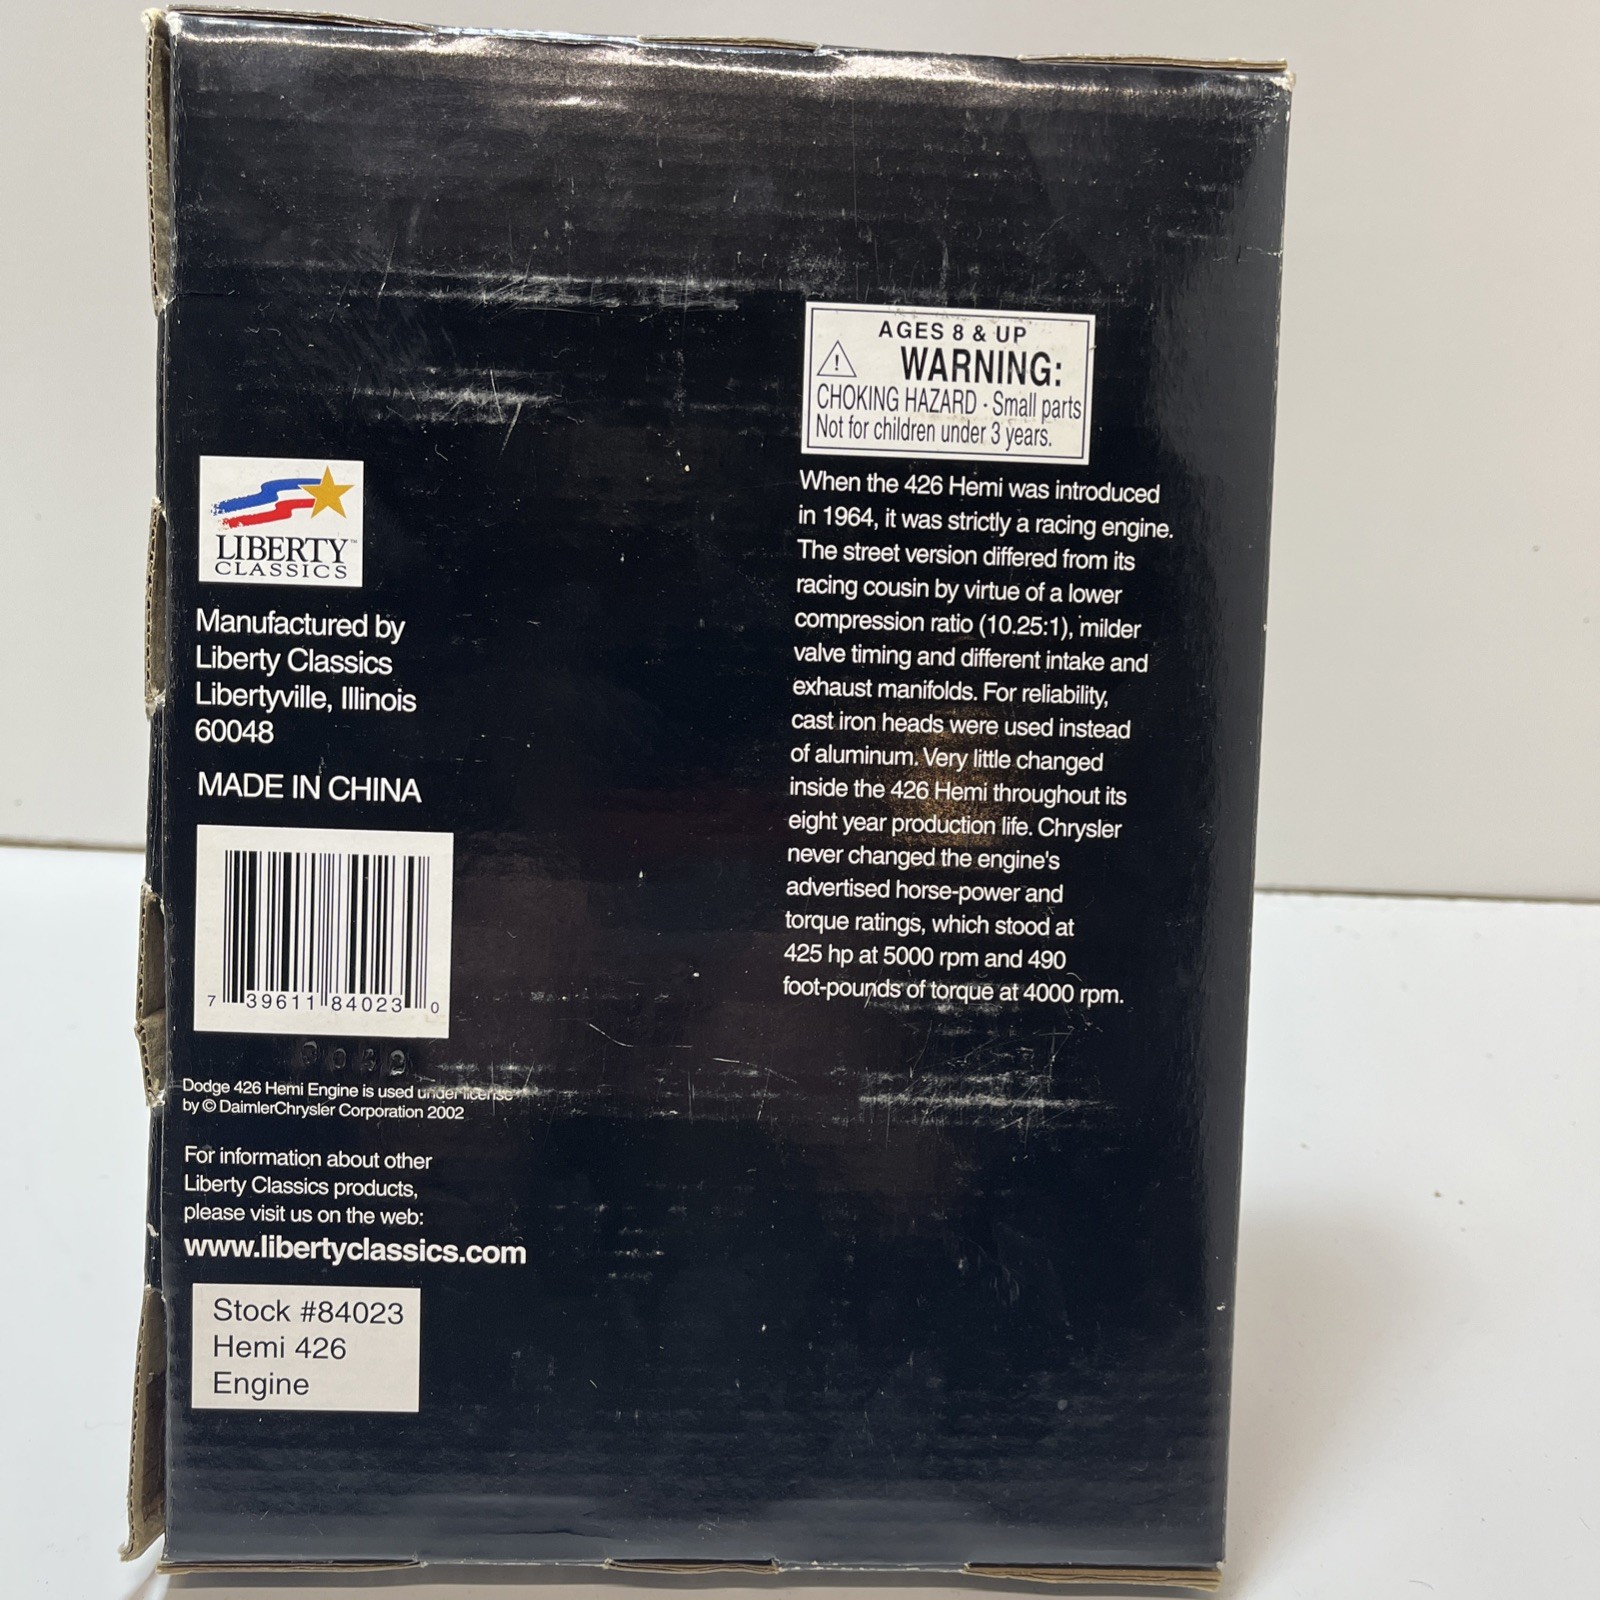 LIBERTY™
CLASSICS
Manufactured by
Liberty Classics
Libertyville, Illinois
60048
MADE IN CHINA
7 39611 84023 0
Dodge 426 Hemi Engine is used under license
by © DaimlerChrysler Corporation 2002
For information about other
Liberty Classics products,
please visit us on the web:
www.libertyclassics.com
Stock #84023
Hemi 426
Engine
AGES 8 & UP
WARNING:
CHOKING HAZARD - Small parts
Not for children under 3 years.
When the 426 Hemi was introduced
in 1964, it was strictly a racing engine.
The street version differed from its
racing cousin by virtue of a lower
compression ratio (10.25:1), milder
valve timing and different intake and
exhaust manifolds. For reliability,
cast iron heads were used instead
of aluminum. Very little changed
inside the 426 Hemi throughout its
eight year production life. Chrysler
never changed the engine's
advertised horse-power and
torque ratings, which stood at
425 hp at 5000 rpm and 490
foot-pounds of torque at 4000 rpm.